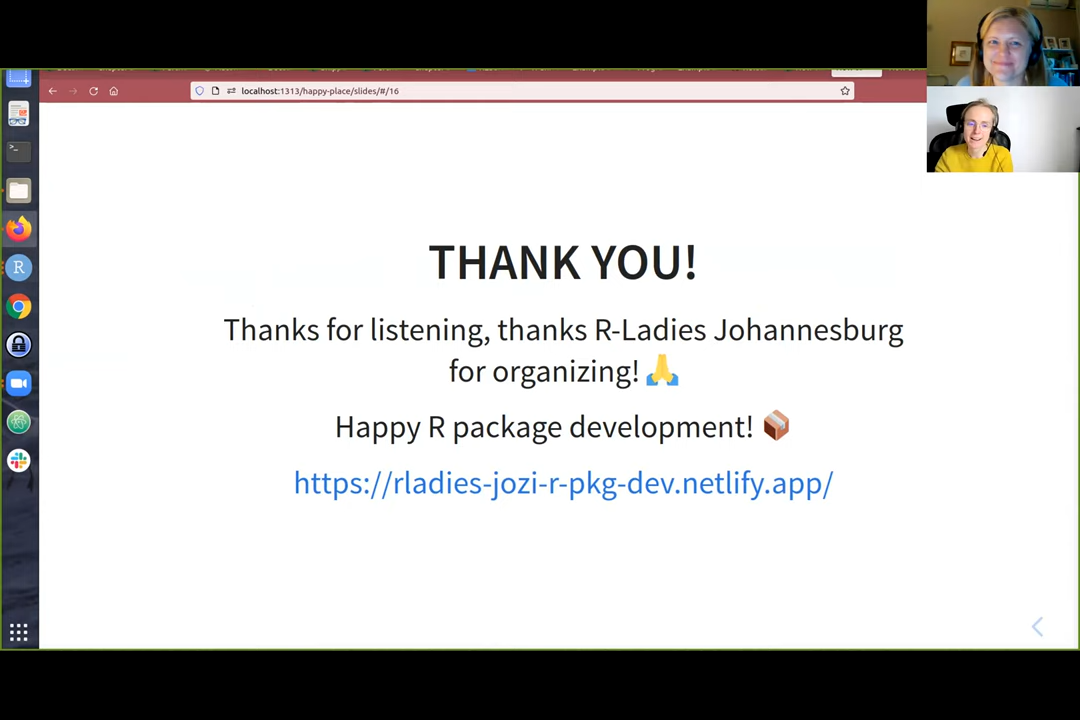 localhost:1313/happy-place/slides/#/16
THANK YOU!
Thanks for listening, thanks R-Ladies Johannesburg
for organizing! 🙏
Happy R package development! 📦
https://rladies-jozi-r-pkg-dev.netlify.app/
R